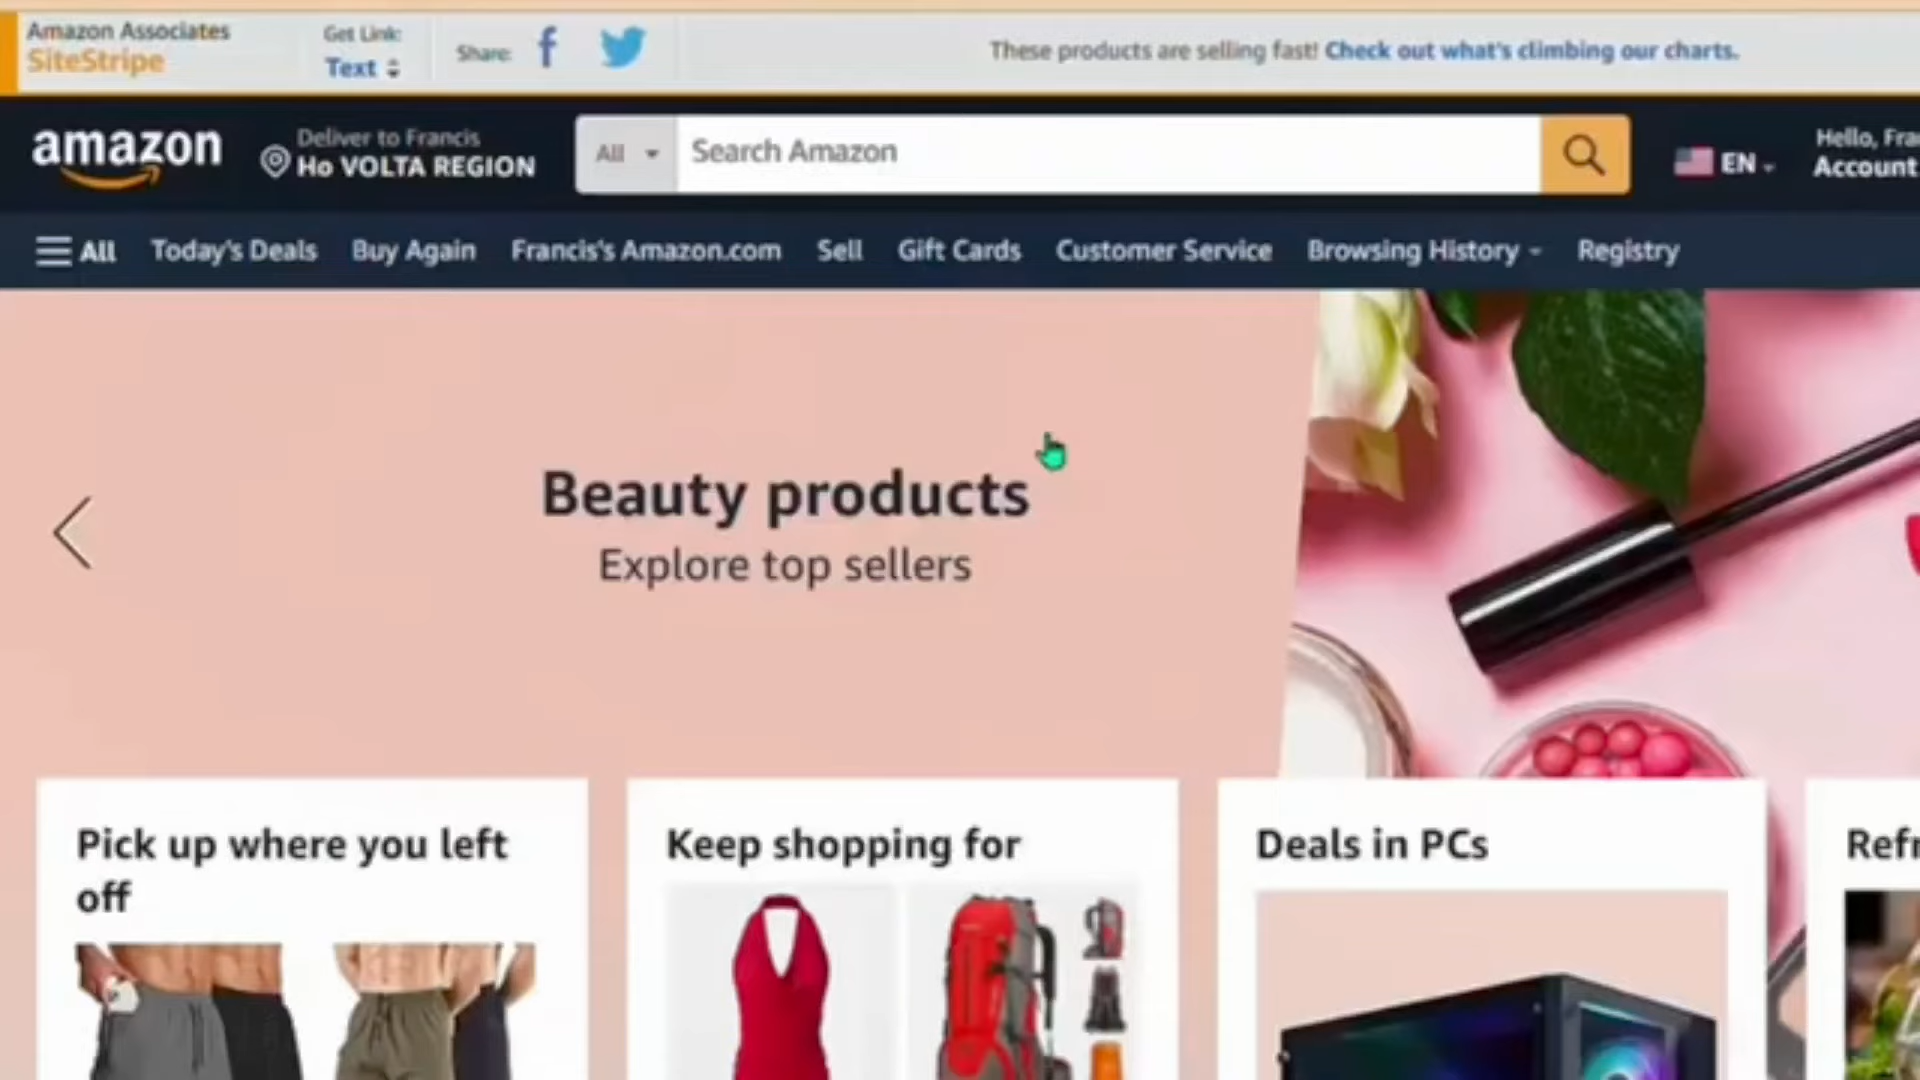 Amazon Associates
SiteStripe
Get Link:
Text
Share:
These products are selling fast! Check out what's climbing our charts.
amazon
Deliver to Francis
Ho VOLTA REGION
All
Search Amazon
EN
Hello, Fra
Account
All Today's Deals Buy Again Francis's Amazon.com Sell Gift Cards Customer Service Browsing History Registry
Beauty products
Explore top sellers
Pick up where you left
off
Keep shopping for
Deals in PCs
Refr